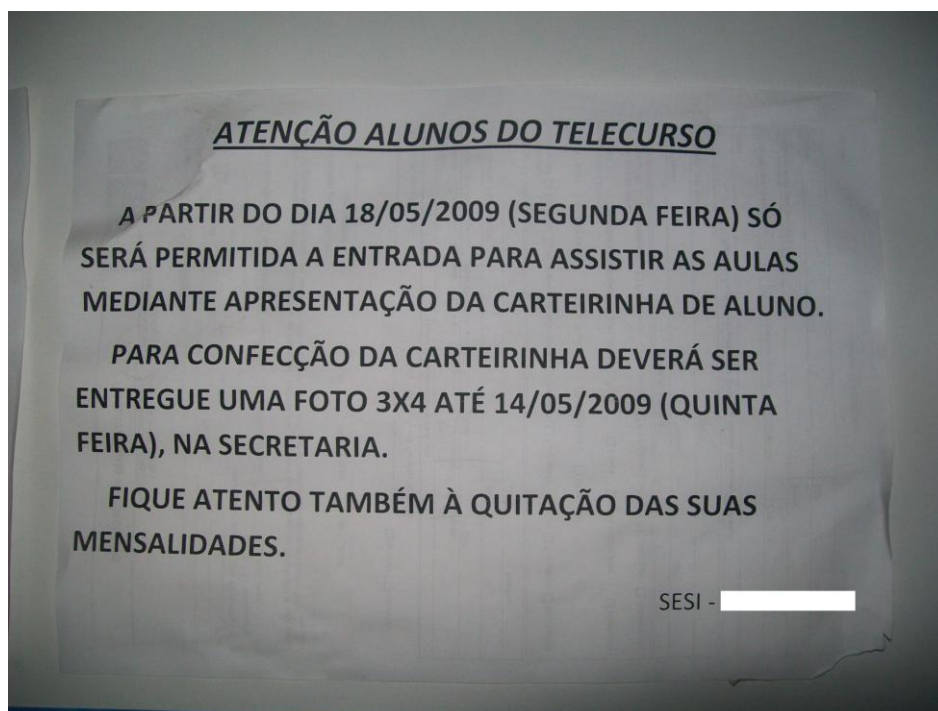 ATENÇÃO ALUNOS DO TELECURSO
A PARTIR DO DIA 18/05/2009 (SEGUNDA FEIRA) SÓ
SERÁ PERMITIDA A ENTRADA PARA ASSISTIR AS AULAS
MEDIANTE APRESENTAÇÃO DA CARTEIRINHA DE ALUNO.
PARA CONFECÇÃO DA CARTEIRINHA DEVERÁ SER
ENTREGUE UMA FOTO 3X4 ATÉ 14/05/2009 (QUINTA
FEIRA), NA SECRETARIA.
FIQUE ATENTO TAMBÉM À QUITAÇÃO DAS SUAS
MENSALIDADES.
SESI -